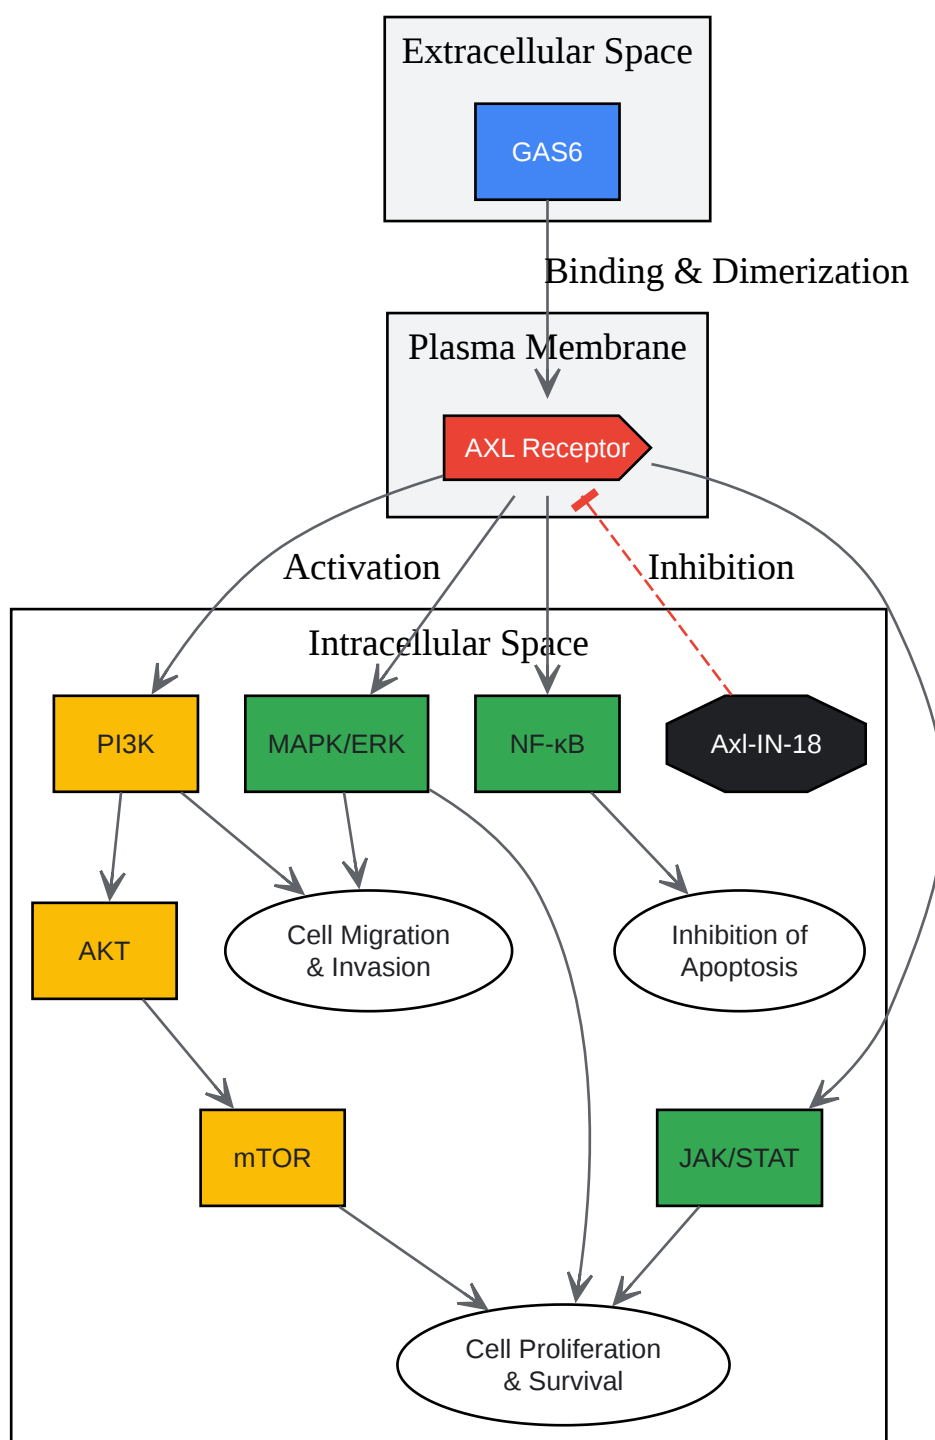 Extracellular Space
GAS6
Binding & Dimerization
Plasma Membrane
AXL Receptor
Activation
Inhibition
Intracellular Space
PI3K
MAPK/ERK
NF-κB
Axl-IN-18
AKT
Cell Migration
& Invasion
Inhibition of
Apoptosis
mTOR
JAK/STAT
Cell Proliferation
& Survival